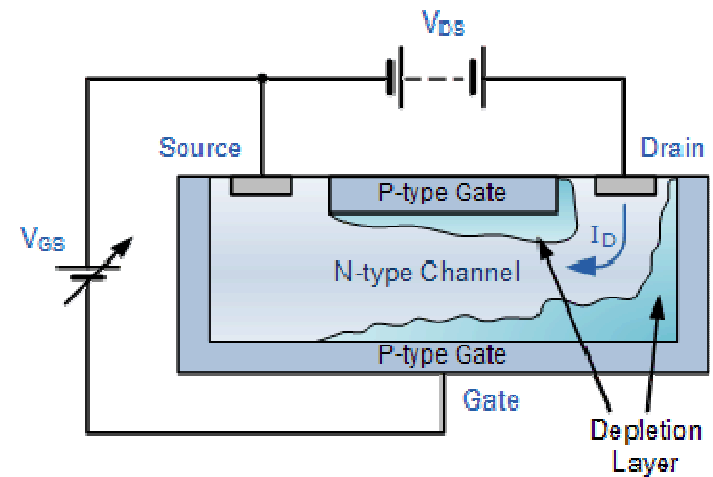 VDS
Source
Drain
P-type Gate
VGS
ID
N-type Channel
P-type Gate
Gate
Depletion
Layer